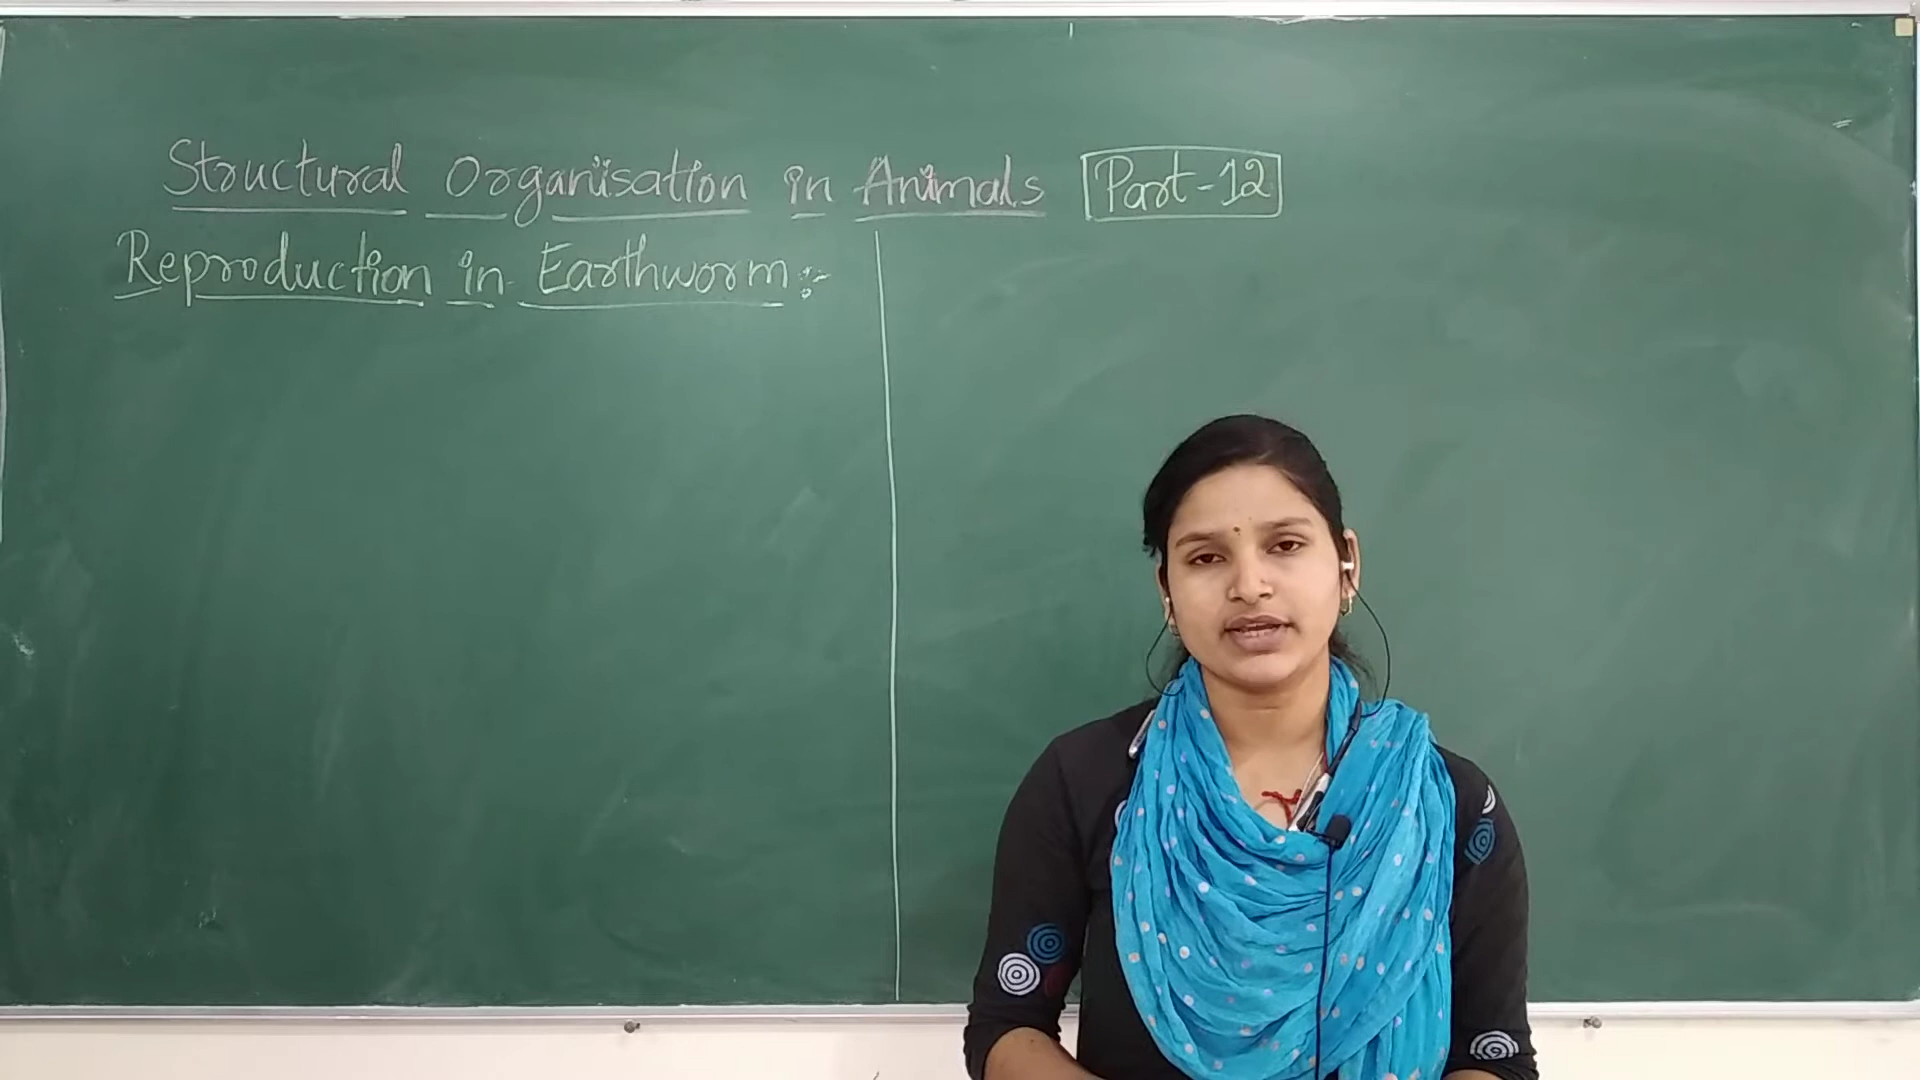 Structural Organisation in Animals Part-12
Reproduction in Earthworm:-